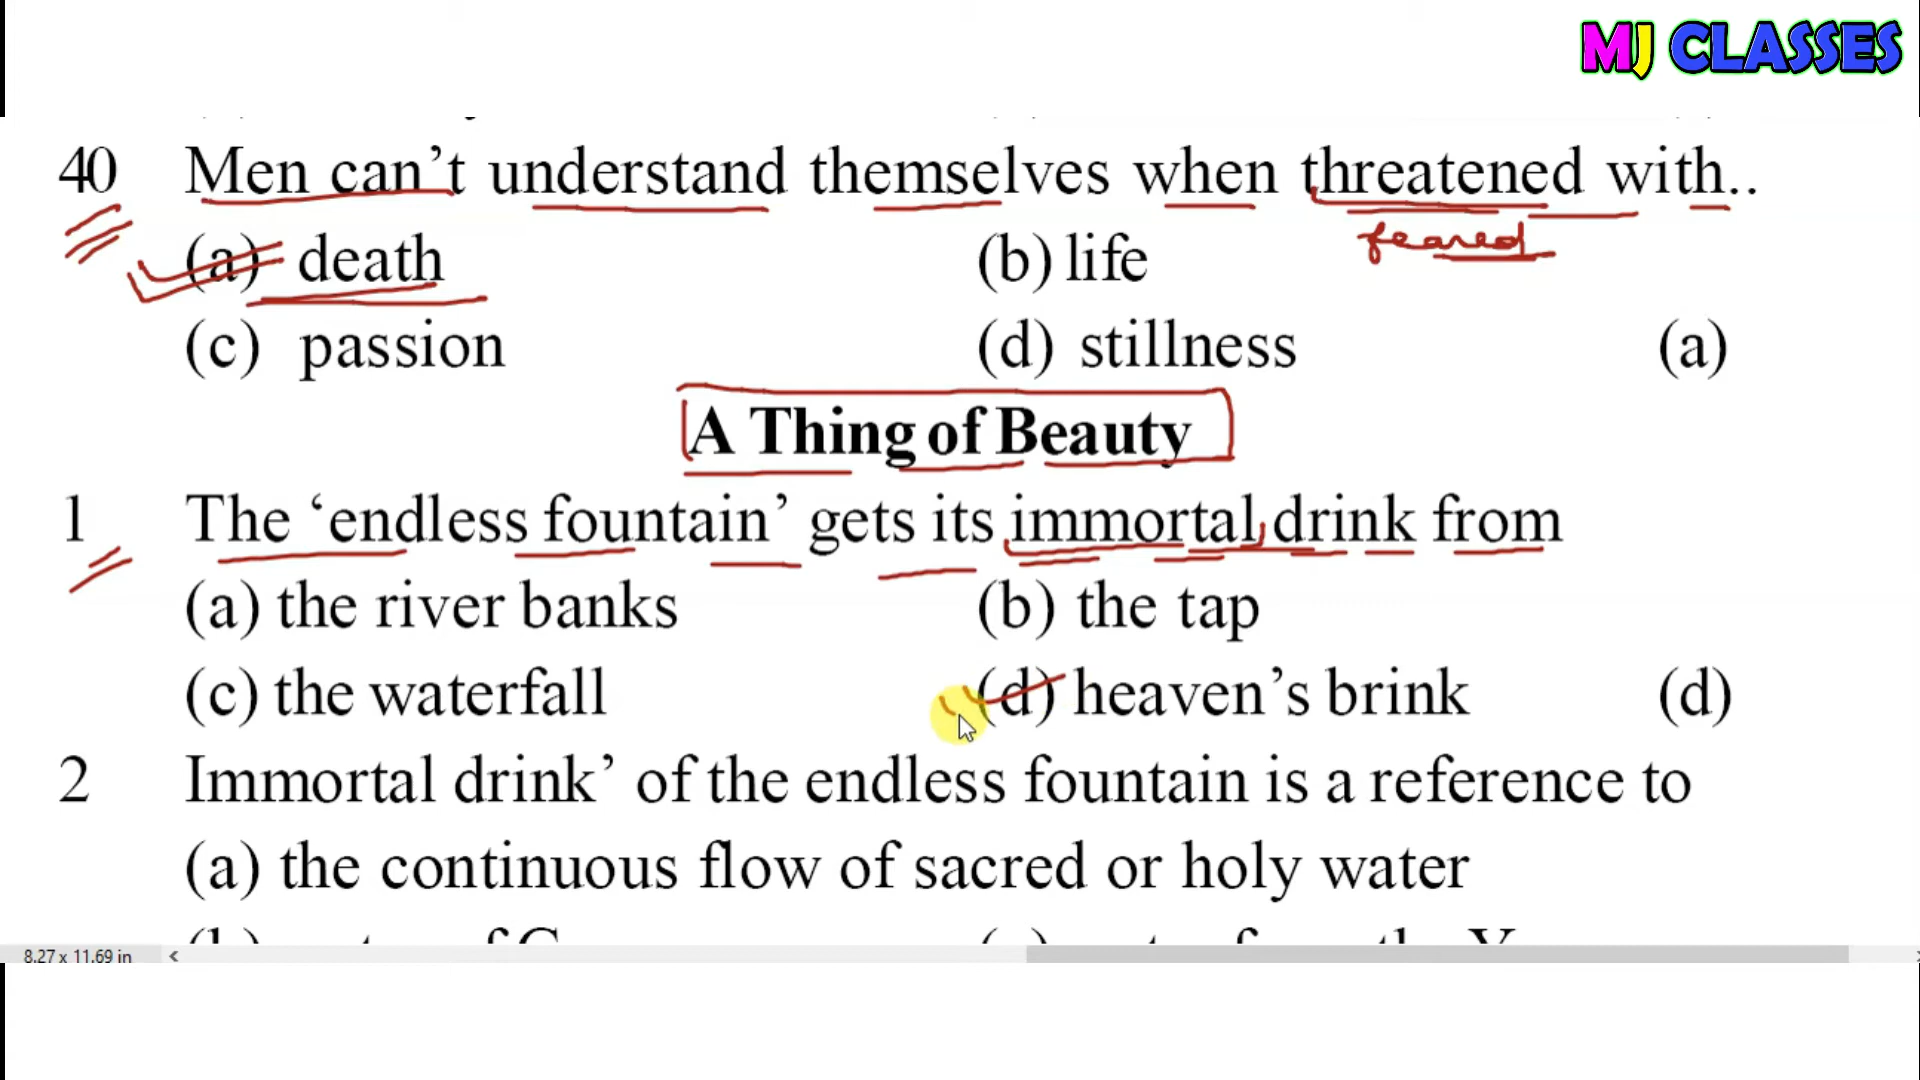 MJ CLASSES
40 Men can't understand themselves when threatened with..
feared
(a) death (b) life
(c) passion (d) stillness (a)
A Thing of Beauty
1 The ‘endless fountain’ gets its immortal drink from
(a) the river banks (b) the tap
(c) the waterfall (d) heaven’s brink (d)
2 Immortal drink’ of the endless fountain is a reference to
(a) the continuous flow of sacred or holy water
8.27 x 11.69 in